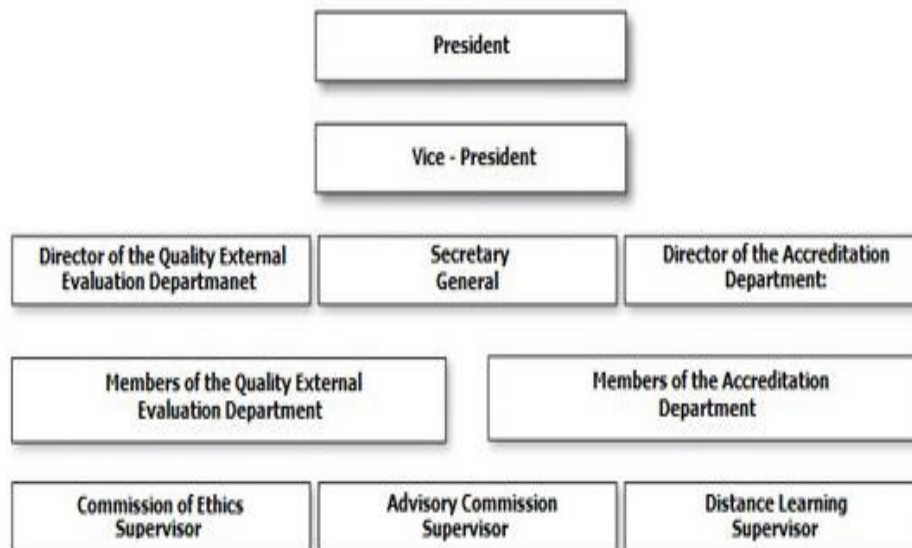 President
Vice - President
Director of the Quality External
Evaluation Departmanet
Secretary
General
Director of the Accreditation
Department:
Members of the Quality External
Evaluation Department
Members of the Accreditation
Department
Commission of Ethics
Supervisor
Advisory Commission
Supervisor
Distance Learning
Supervisor